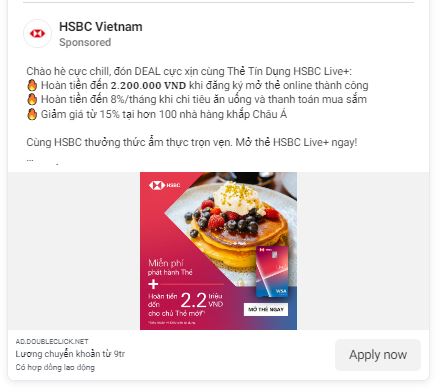 HSBC Vietnam
Sponsored
Chào hè cực chill, đón DEAL cực xịn cùng Thẻ Tín Dụng HSBC Live+:
🔥 Hoàn tiền đến 2.200.000 VND khi đăng ký mở thẻ online thành công
🔥 Hoàn tiền đến 8%/tháng khi chi tiêu ăn uống và thanh toán mua sắm
🔥 Giảm giá từ 15% tại hơn 100 nhà hàng khắp Châu Á
Cùng HSBC thưởng thức ẩm thực trọn vẹn. Mở thẻ HSBC Live+ ngay!
...
HSBC
Miễn phí
phát hành Thẻ
+
Hoàn tiền
đến 2.2 triệu VND
cho chủ Thẻ mới*
VISA
MỞ THẺ NGAY
AD.DOUBLECLICK.NET
Lương chuyển khoản từ 9tr
Có hợp đồng lao động
Apply now